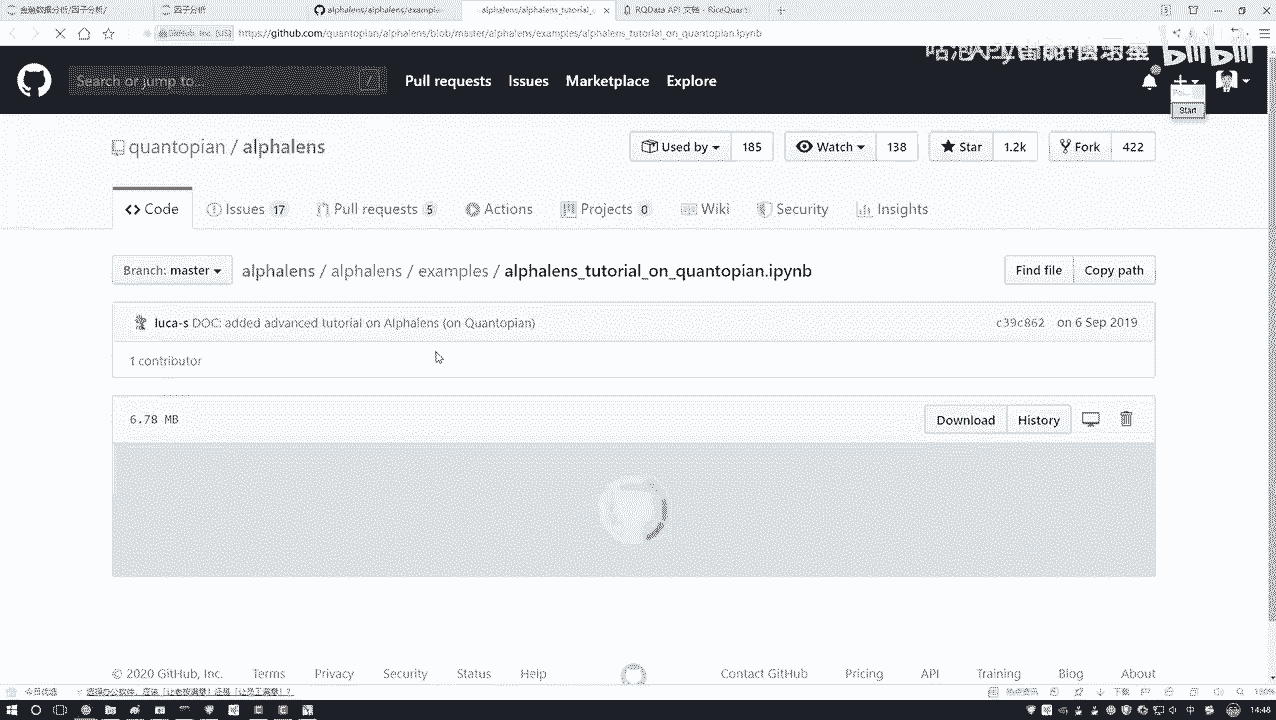 金融数据分析/因子分析/ 因子分析 alphalens/alphalens/example alphalens/alphalens_tutorial_c RQData API 文档 - RiceQuant
GitHub, Inc. [US] https://github.com/quantopian/alphalens/blob/master/alphalens/examples/alphalens_tutorial_on_quantopian.ipynb
bilibili
Search or jump to... / Pull requests Issues Marketplace Explore
Start
quantopian / alphalens Used by 185 Watch 138 Star 1.2k Fork 422
Code Issues 17 Pull requests 5 Actions Projects 0 Wiki Security Insights
Branch: master alphalens / alphalens / examples / alphalens_tutorial_on_quantopian.ipynb Find file Copy path
luca-s DOC: added advanced tutorial on Alphalens (on Quantopian) c39c862 on 6 Sep 2019
1 contributor
6.78 MB Download History
© 2020 GitHub, Inc. Terms Privacy Security Status Help Contact GitHub Pricing API Training Blog About
今日优选 下载
中 14:48